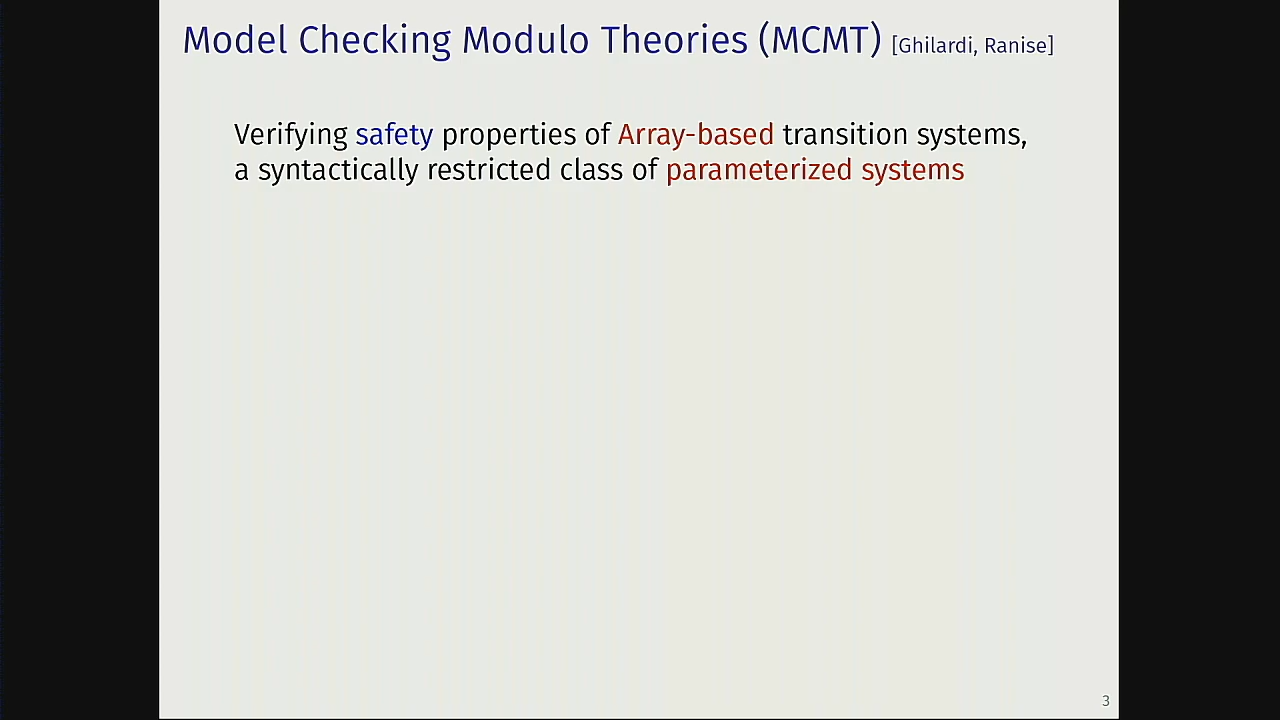 Model Checking Modulo Theories (MCMT) [Ghilardi, Ranise]
Verifying safety properties of Array-based transition systems,
a syntactically restricted class of parameterized systems
3